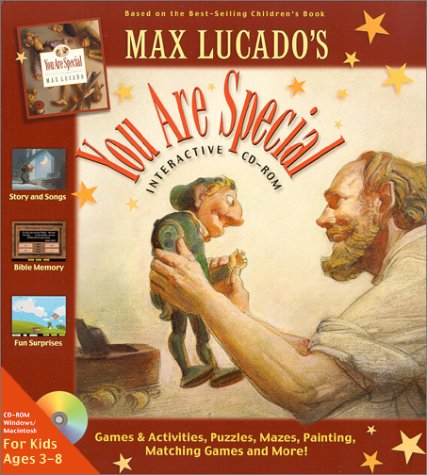 Based on the Best-Selling Children's Book
MAX LUCADO'S
You Are Special
INTERACTIVE CD-ROM
You Are Special
MAX LUCADO
Story and Songs
Bible Memory
Fun Surprises
CD-ROM
Windows/
Macintosh
For Kids
Ages 3–8
Games & Activities, Puzzles, Mazes, Painting,
Matching Games and More!